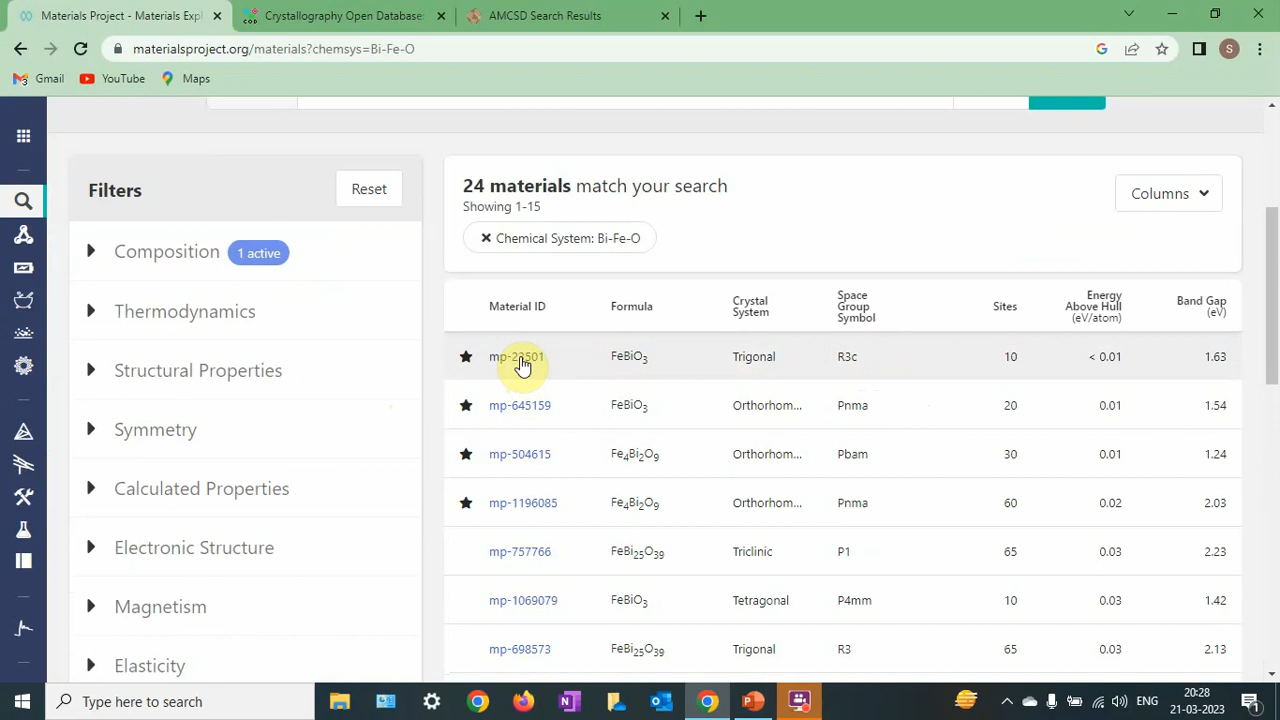 Materials Project - Materials Expl
Crystallography Open Database:
AMCSD Search Results
materialsproject.org/materials?chemsys=Bi-Fe-O
S
Gmail
YouTube
Maps
Filters
Reset
Composition
1 active
Thermodynamics
Structural Properties
Symmetry
Calculated Properties
Electronic Structure
Magnetism
Elasticity
24 materials match your search
Showing 1-15
Chemical System: Bi-Fe-O
Columns
Material ID Formula Crystal System Space Group Symbol Sites Energy Above Hull (eV/atom) Band Gap (eV)
mp-23501 FeBiO₃ Trigonal R3c 10 < 0.01 1.63
mp-645159 FeBiO₃ Orthorhom... Pnma 20 0.01 1.54
mp-504615 Fe₄Bi₂O₉ Orthorhom... Pbam 30 0.01 1.24
mp-1196085 Fe₄Bi₂O₉ Orthorhom... Pnma 60 0.02 2.03
mp-757766 FeBi₂₅O₃₉ Triclinic P1 65 0.03 2.23
mp-1069079 FeBiO₃ Tetragonal P4mm 10 0.03 1.42
mp-698573 FeBi₂₅O₃₉ Trigonal R3 65 0.03 2.13
Type here to search
ENG
20:28
21-03-2023